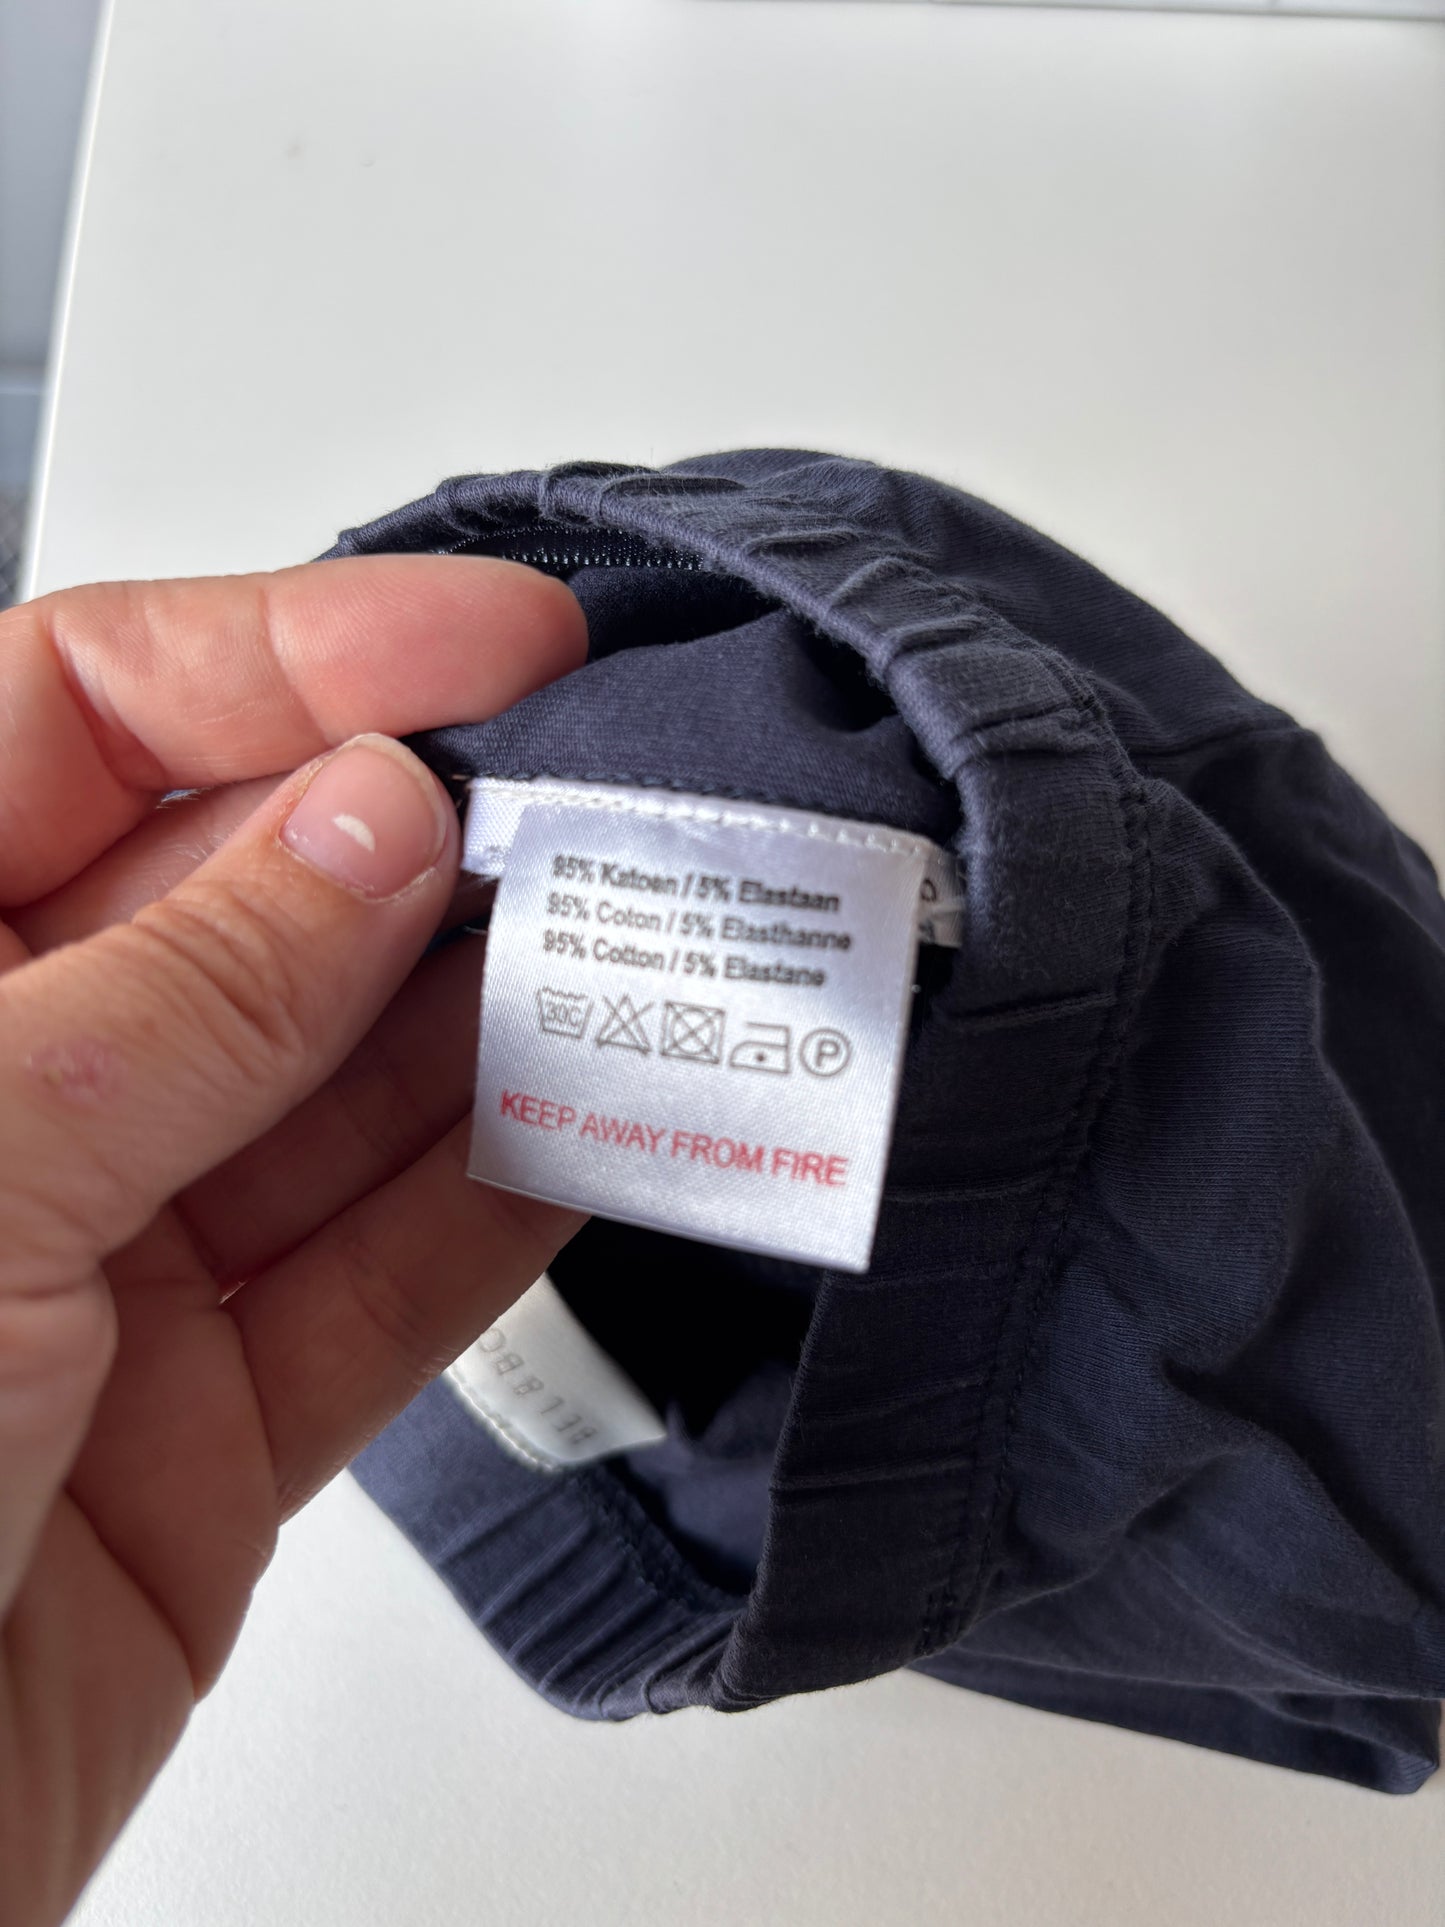 95% Katoen / 5% Elastaan
95% Coton / 5% Elasthanne
95% Cotton / 5% Elastane
30C
P
KEEP AWAY FROM FIRE